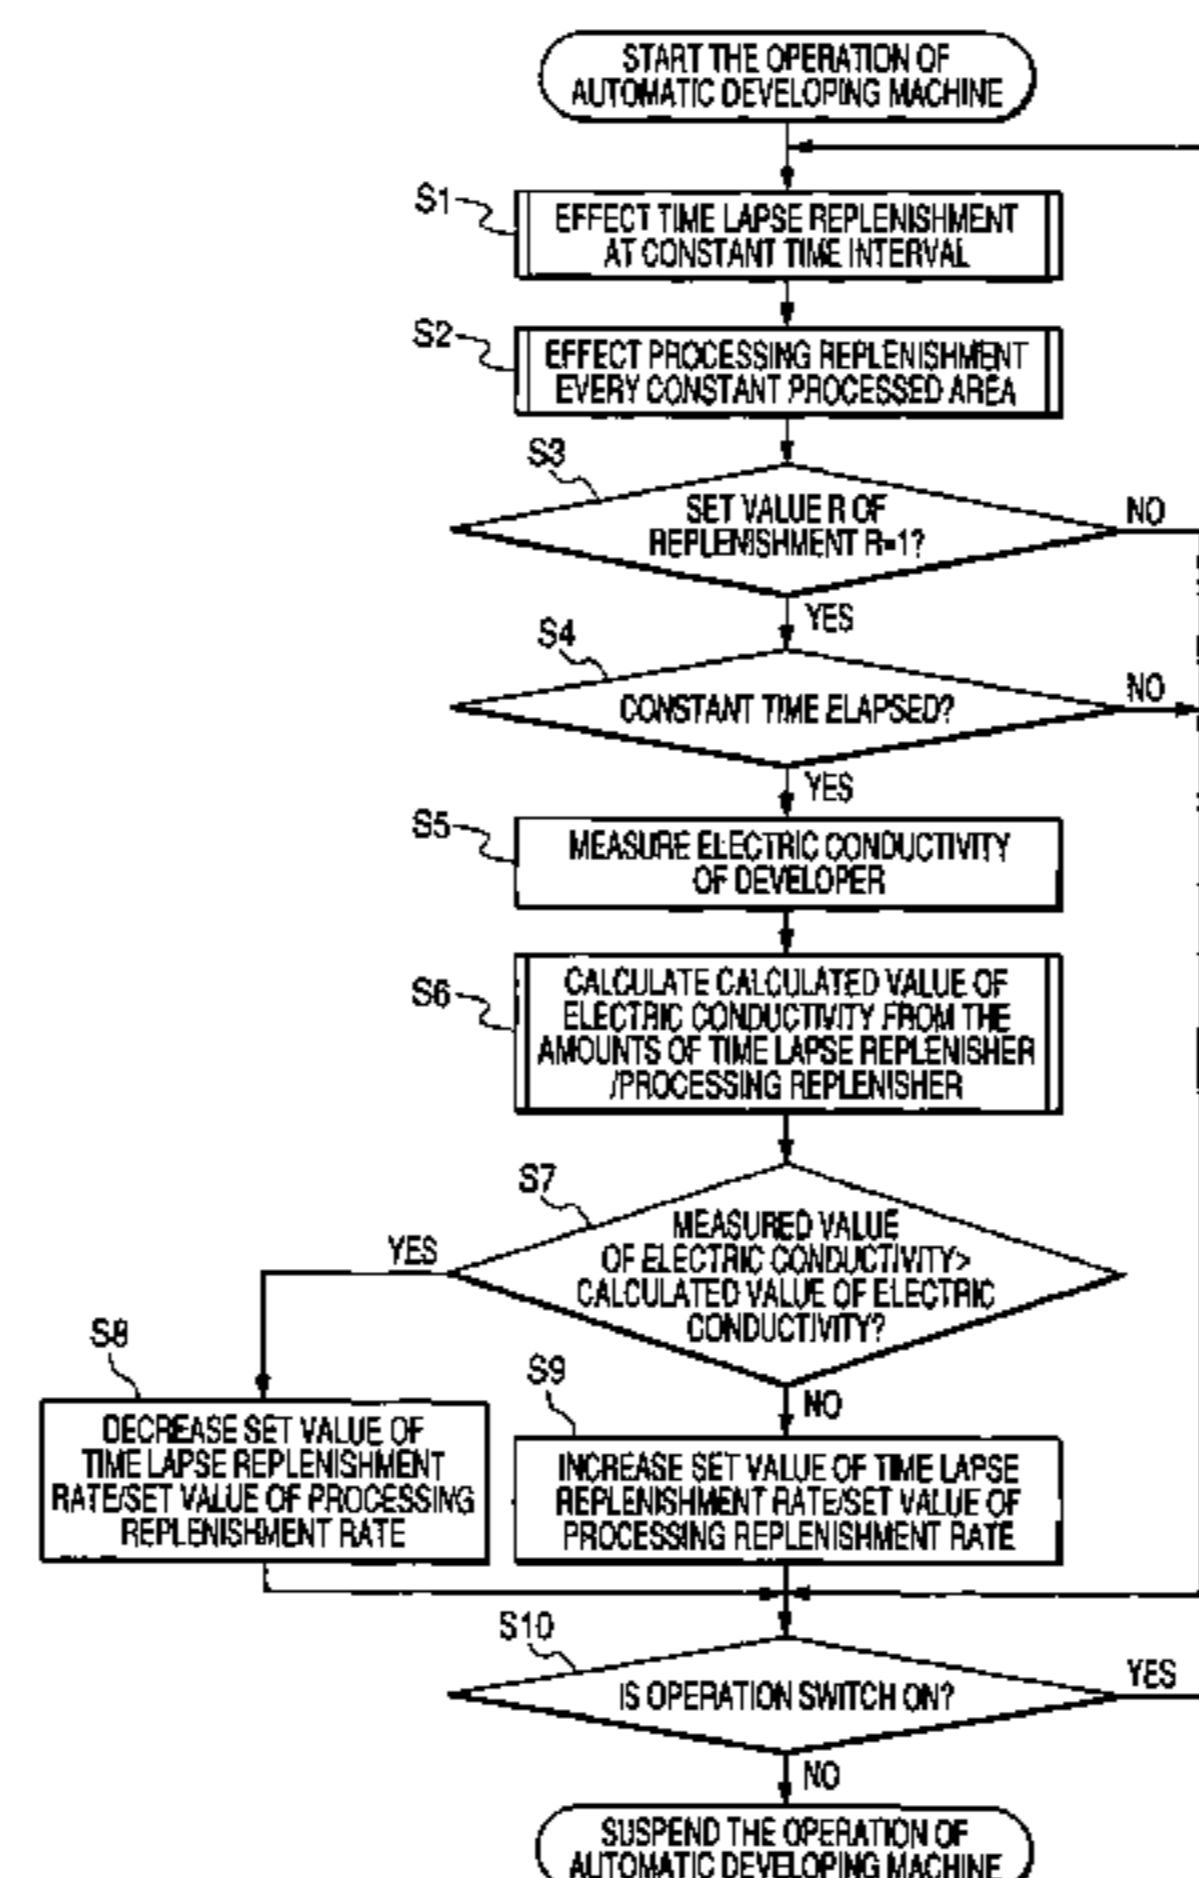 START THE OPERATION OF
AUTOMATIC DEVELOPING MACHINE
S1
EFFECT TIME LAPSE REPLENISHMENT
AT CONSTANT TIME INTERVAL
S2
EFFECT PROCESSING REPLENISHMENT
EVERY CONSTANT PROCESSED AREA
S3
SET VALUE R OF
REPLENISHMENT R=1?
NO
YES
S4
CONSTANT TIME ELAPSED?
NO
YES
S5
MEASURE ELECTRIC CONDUCTIVITY
OF DEVELOPER
S6
CALCULATE CALCULATED VALUE OF
ELECTRIC CONDUCTIVITY FROM THE
AMOUNTS OF TIME LAPSE REPLENISHER
/PROCESSING REPLENISHER
S7
MEASURED VALUE
OF ELECTRIC CONDUCTIVITY>
CALCULATED VALUE OF ELECTRIC
CONDUCTIVITY?
YES
NO
S8
DECREASE SET VALUE OF
TIME LAPSE REPLENISHMENT
RATE/SET VALUE OF PROCESSING
REPLENISHMENT RATE
S9
INCREASE SET VALUE OF TIME LAPSE
REPLENISHMENT RATE/SET VALUE OF
PROCESSING REPLENISHMENT RATE
S10
IS OPERATION SWITCH ON?
YES
NO
SUSPEND THE OPERATION OF
AUTOMATIC DEVELOPING MACHINE